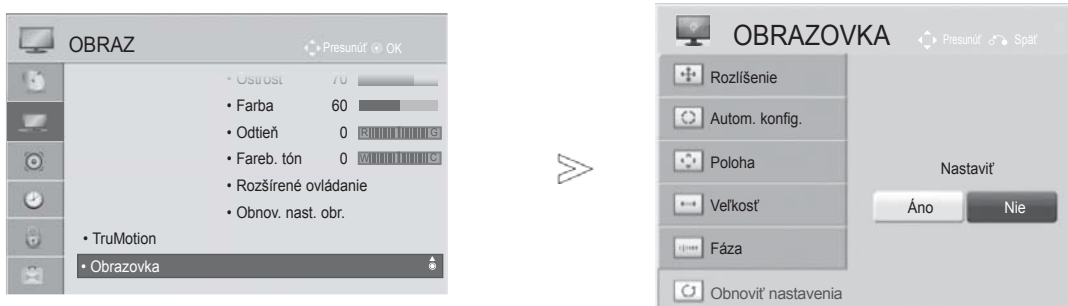 OBRAZ Presunúť OK
• Ostrosť 70
• Farba 60
• Odtieň 0 R G
• Fareb. tón 0 W C
• Rozšírené ovládanie
• Obnov. nast. obr.
• TruMotion
• Obrazovka
OBRAZOVKA Presunúť Späť
Rozlíšenie
Autom. konfig.
Poloha
Veľkosť
Fáza
Obnoviť nastavenia
Nastaviť
Áno Nie